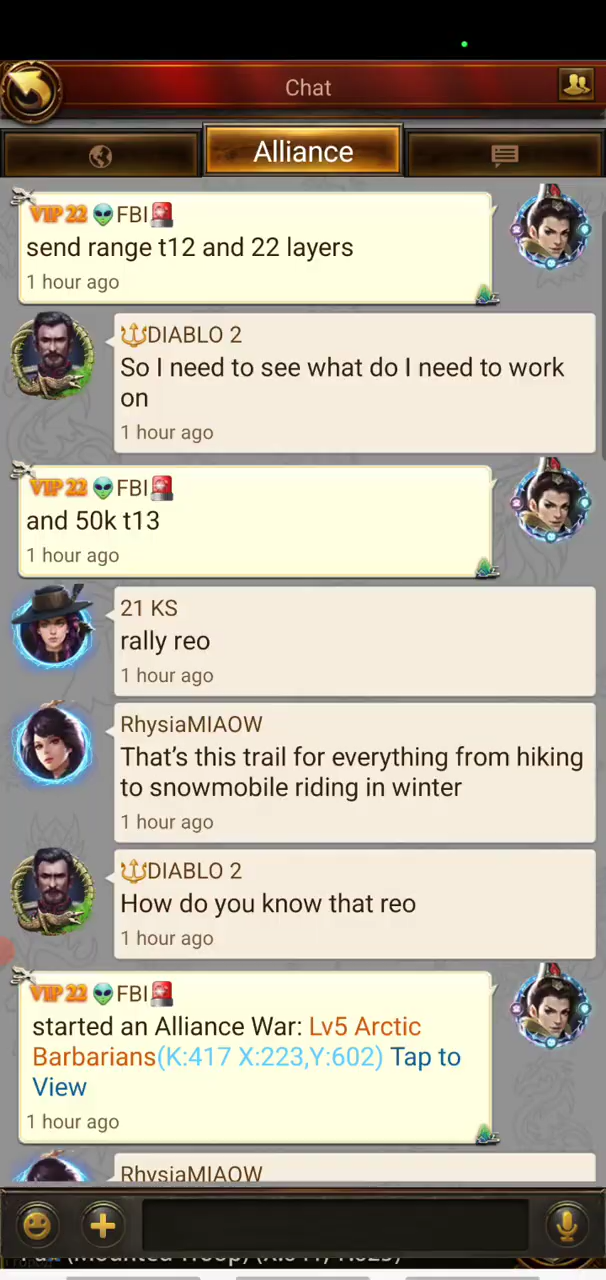 Chat
Alliance
VIP 22 👽FBI🚨
send range t12 and 22 layers
1 hour ago
🔱DIABLO 2
So I need to see what do I need to work
on
1 hour ago
VIP 22 👽FBI🚨
and 50k t13
1 hour ago
21 KS
rally reo
1 hour ago
RhysiaMIAOW
That's this trail for everything from hiking
to snowmobile riding in winter
1 hour ago
🔱DIABLO 2
How do you know that reo
1 hour ago
VIP 22 👽FBI🚨
started an Alliance War: Lv5 Arctic
Barbarians(K:417 X:223,Y:602) Tap to
View
1 hour ago
RhysiaMIAOW